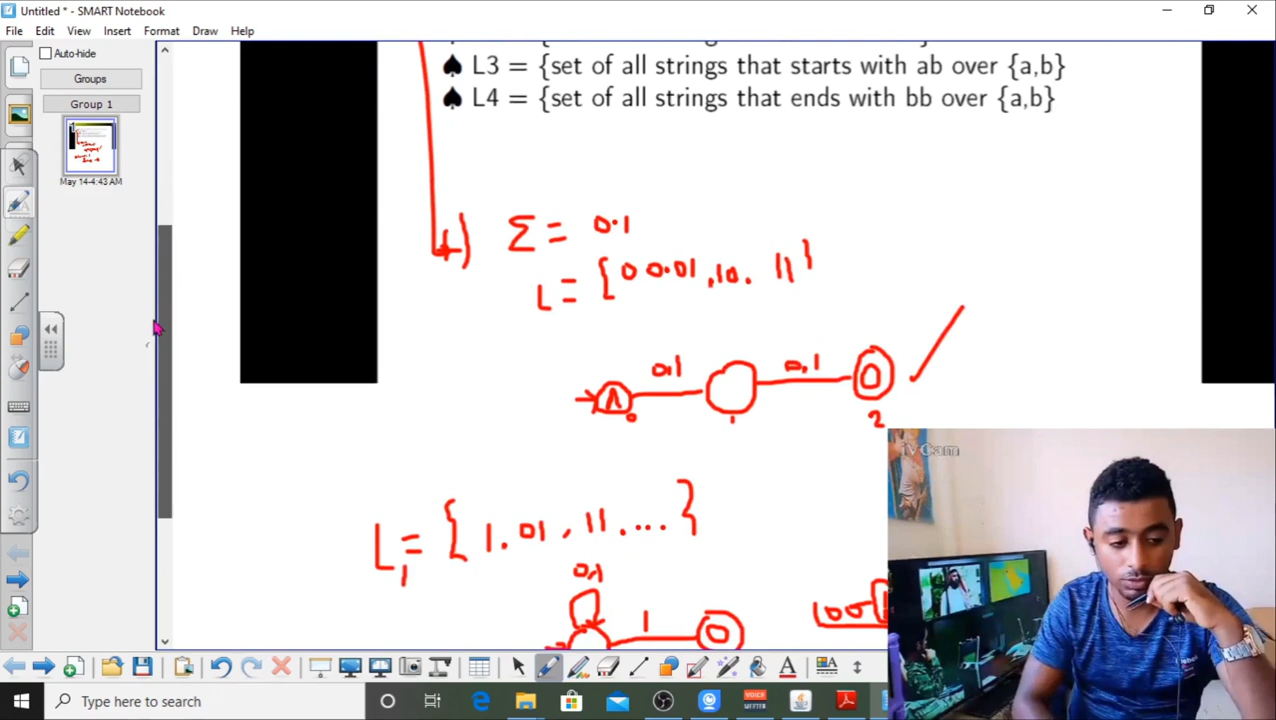 Untitled * - SMART Notebook
File Edit View Insert Format Draw Help
Auto-hide
Groups
Group 1
May 14-4:43 AM
♠ L3 = {set of all strings that starts with ab over {a,b}
♠ L4 = {set of all strings that ends with bb over {a,b}
Σ = 0.1
L = {00.01,10. 11}
0,1 0,1
A
0 1 2
iVCam
L1 = { 1.01, 11....}
0,1
1
Type here to search